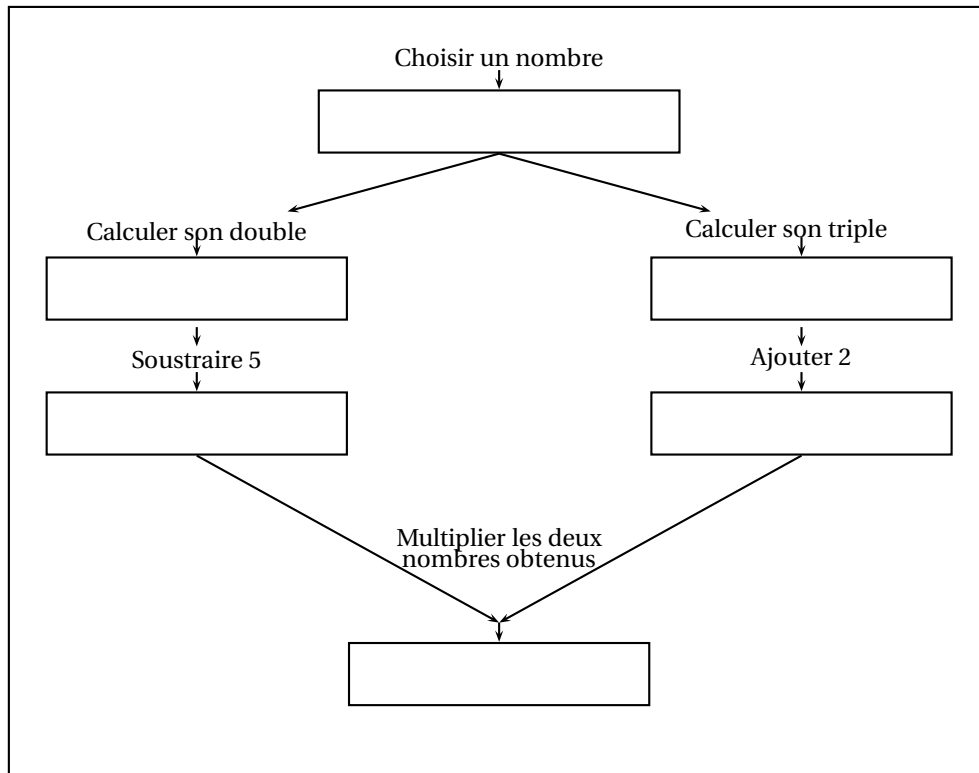 Choisir un nombre
Calculer son double
Calculer son triple
Soustraire 5
Ajouter 2
Multiplier les deux
nombres obtenus